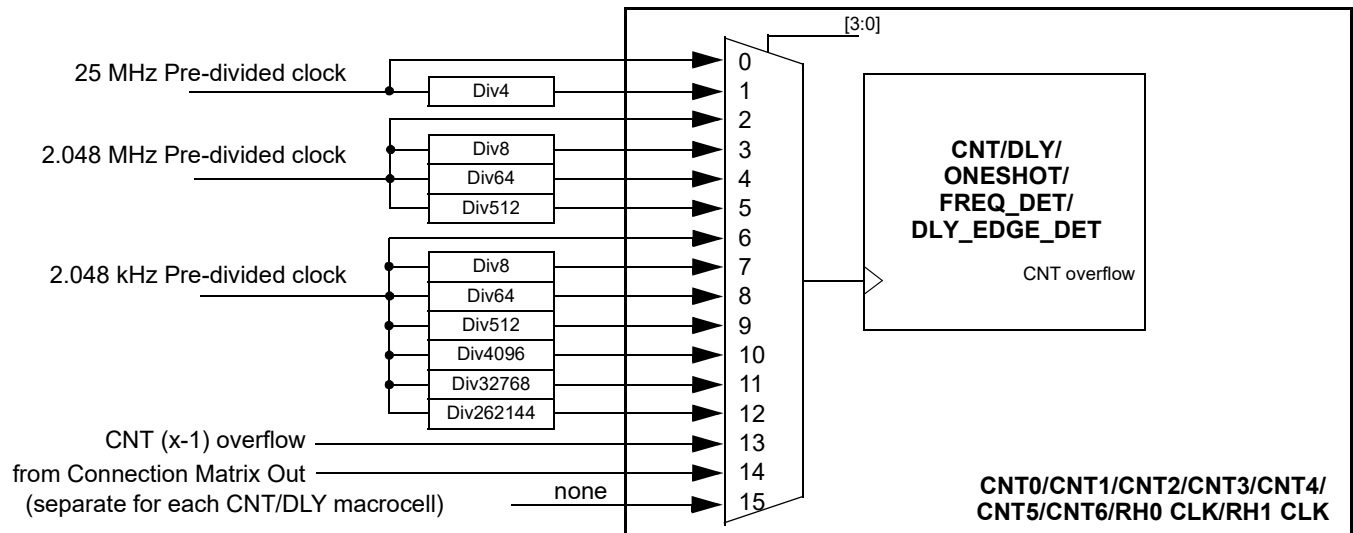 [3:0]
25 MHz Pre-divided clock
0
Div4
1
2
2.048 MHz Pre-divided clock
Div8
3
Div64
4
Div512
5
CNT/DLY/
ONESHOT/
FREQ_DET/
DLY_EDGE_DET
CNT overflow
6
2.048 kHz Pre-divided clock
Div8
7
Div64
8
Div512
9
Div4096
10
Div32768
11
Div262144
12
CNT (x-1) overflow
13
from Connection Matrix Out
14
(separate for each CNT/DLY macrocell)
none
15
CNT0/CNT1/CNT2/CNT3/CNT4/
CNT5/CNT6/RH0 CLK/RH1 CLK